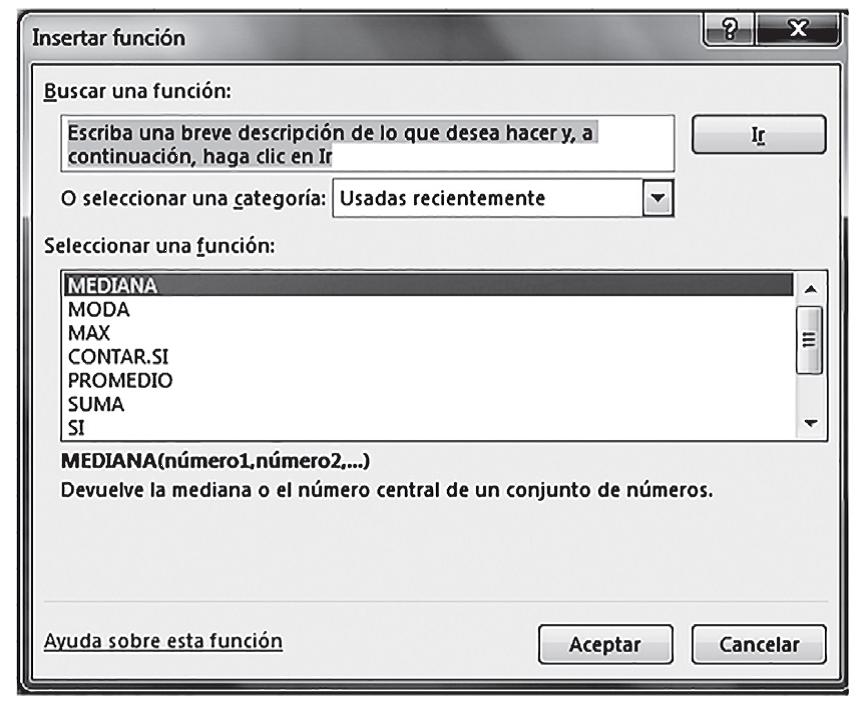 Insertar función
Buscar una función:
Escriba una breve descripción de lo que desea hacer y, a
continuación, haga clic en Ir
Ir
O seleccionar una categoría: Usadas recientemente
Seleccionar una función:
MEDIANA
MODA
MAX
CONTAR.SI
PROMEDIO
SUMA
SI
MEDIANA(número1,número2,...)
Devuelve la mediana o el número central de un conjunto de números.
Ayuda sobre esta función
Aceptar
Cancelar